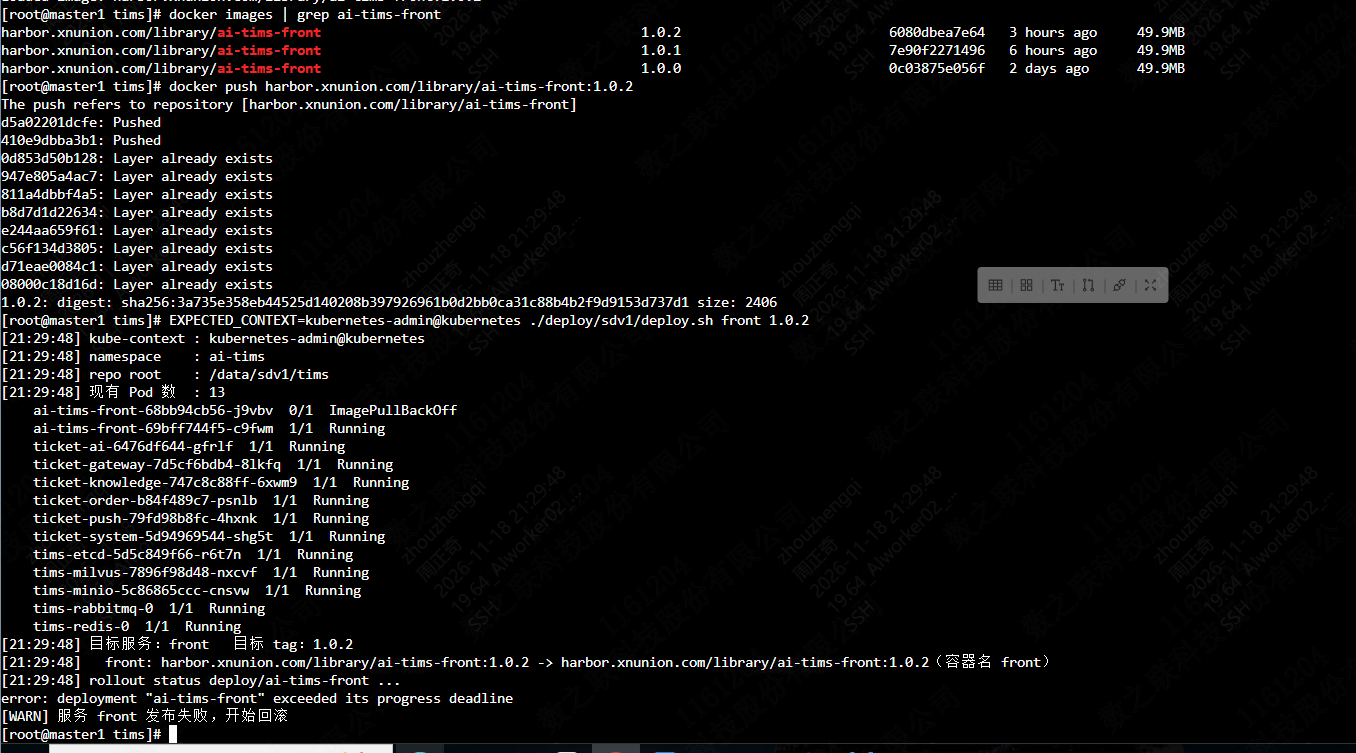 [root@master1 tims]# docker images | grep ai-tims-front
harbor.xnunion.com/library/ai-tims-front 1.0.2 6080dbea7e64 3 hours ago 49.9MB
harbor.xnunion.com/library/ai-tims-front 1.0.1 7e90f2271496 6 hours ago 49.9MB
harbor.xnunion.com/library/ai-tims-front 1.0.0 0c03875e056f 2 days ago 49.9MB
[root@master1 tims]# docker push harbor.xnunion.com/library/ai-tims-front:1.0.2
The push refers to repository [harbor.xnunion.com/library/ai-tims-front]
d5a02201dcfe: Pushed
410e9dbba3b1: Pushed
0d853d50b128: Layer already exists
947e805a4ac7: Layer already exists
811a4dbbf4a5: Layer already exists
b8d7d1d22634: Layer already exists
e244aa659f61: Layer already exists
c56f134d3805: Layer already exists
d71eae0084c1: Layer already exists
08000c18d16d: Layer already exists
1.0.2: digest: sha256:3a735e358eb44525d140208b397926961b0d2bb0ca31c88b4b2f9d9153d737d1 size: 2406
[root@master1 tims]# EXPECTED_CONTEXT=kubernetes-admin@kubernetes ./deploy/sdv1/deploy.sh front 1.0.2
[21:29:48] kube-context : kubernetes-admin@kubernetes
[21:29:48] namespace : ai-tims
[21:29:48] repo root : /data/sdv1/tims
[21:29:48] 现有 Pod 数 : 13
ai-tims-front-68bb94cb56-j9vbv 0/1 ImagePullBackOff
ai-tims-front-69bff744f5-c9fwm 1/1 Running
ticket-ai-6476df644-gfrlf 1/1 Running
ticket-gateway-7d5cf6bdb4-8lkfq 1/1 Running
ticket-knowledge-747c8c88ff-6xwm9 1/1 Running
ticket-order-b84f489c7-psnlb 1/1 Running
ticket-push-79fd98b8fc-4hxnk 1/1 Running
ticket-system-5d94969544-shg5t 1/1 Running
tims-etcd-5d5c849f66-r6t7n 1/1 Running
tims-milvus-7896f98d48-nxcvf 1/1 Running
tims-minio-5c86865ccc-cnsvw 1/1 Running
tims-rabbitmq-0 1/1 Running
tims-redis-0 1/1 Running
[21:29:48] 目标服务: front 目标 tag: 1.0.2
[21:29:48] front: harbor.xnunion.com/library/ai-tims-front:1.0.2 -> harbor.xnunion.com/library/ai-tims-front:1.0.2（容器名 front）
[21:29:48] rollout status deploy/ai-tims-front ...
error: deployment "ai-tims-front" exceeded its progress deadline
[WARN] 服务 front 发布失败，开始回滚
[root@master1 tims]#